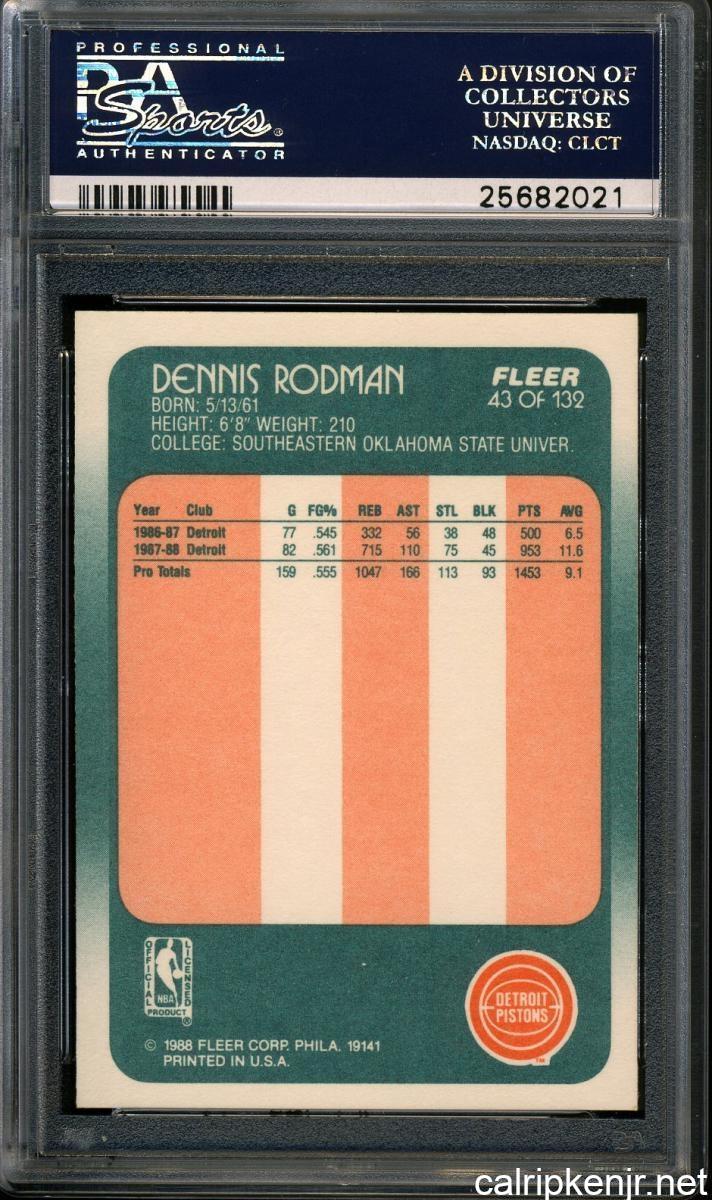 PROFESSIONAL
PSA
Sports®
AUTHENTICATOR
A DIVISION OF
COLLECTORS
UNIVERSE
NASDAQ: CLCT
25682021
DENNIS RODMAN
FLEER
43 OF 132
BORN: 5/13/61
HEIGHT: 6'8" WEIGHT: 210
COLLEGE: SOUTHEASTERN OKLAHOMA STATE UNIVER.
Year Club G FG% REB AST STL BLK PTS AVG
1986-87 Detroit 77 .545 332 56 38 48 500 6.5
1987-88 Detroit 82 .561 715 110 75 45 953 11.6
Pro Totals 159 .555 1047 166 113 93 1453 9.1
OFFICIAL
LICENSED
NBA
PRODUCT
®
DETROIT
PISTONS
TM
© 1988 FLEER CORP. PHILA. 19141
PRINTED IN U.S.A.
calripkenjr.net